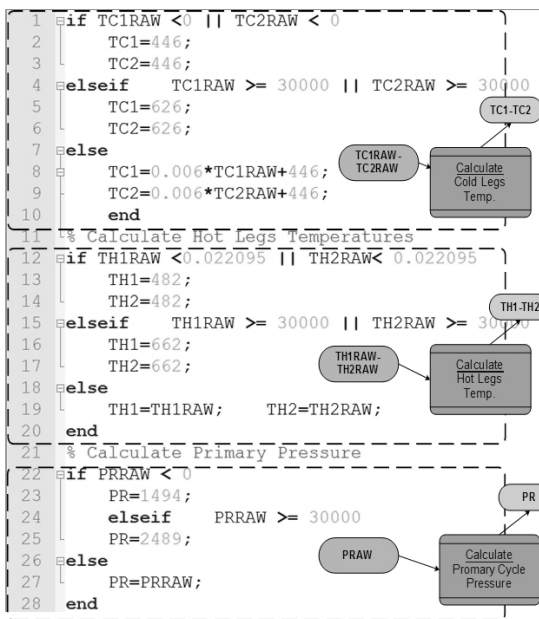 1 if TC1RAW <0 || TC2RAW < 0
2 TC1=446;
3 TC2=446;
4 elseif TC1RAW >= 30000 || TC2RAW >= 30000
5 TC1=626;
6 TC2=626;
7 else
8 TC1=0.006*TC1RAW+446;
9 TC2=0.006*TC2RAW+446;
10 end
11 % Calculate Hot Legs Temperatures
12 if TH1RAW <0.022095 || TH2RAW< 0.022095
13 TH1=482;
14 TH2=482;
15 elseif TH1RAW >= 30000 || TH2RAW >= 30000
16 TH1=662;
17 TH2=662;
18 else
19 TH1=TH1RAW; TH2=TH2RAW;
20 end
21 % Calculate Primary Pressure
22 if PRRAW < 0
23 PR=1494;
24 elseif PRRAW >= 30000
25 PR=2489;
26 else
27 PR=PRRAW;
28 end
TC1-TC2
TC1RAW-
TC2RAW
Calculate
Cold Legs
Temp.
TH1-TH2
TH1RAW-
TH2RAW
Calculate
Hot Legs
Temp.
PR
PRAW
Calculate
Primary Cycle
Pressure